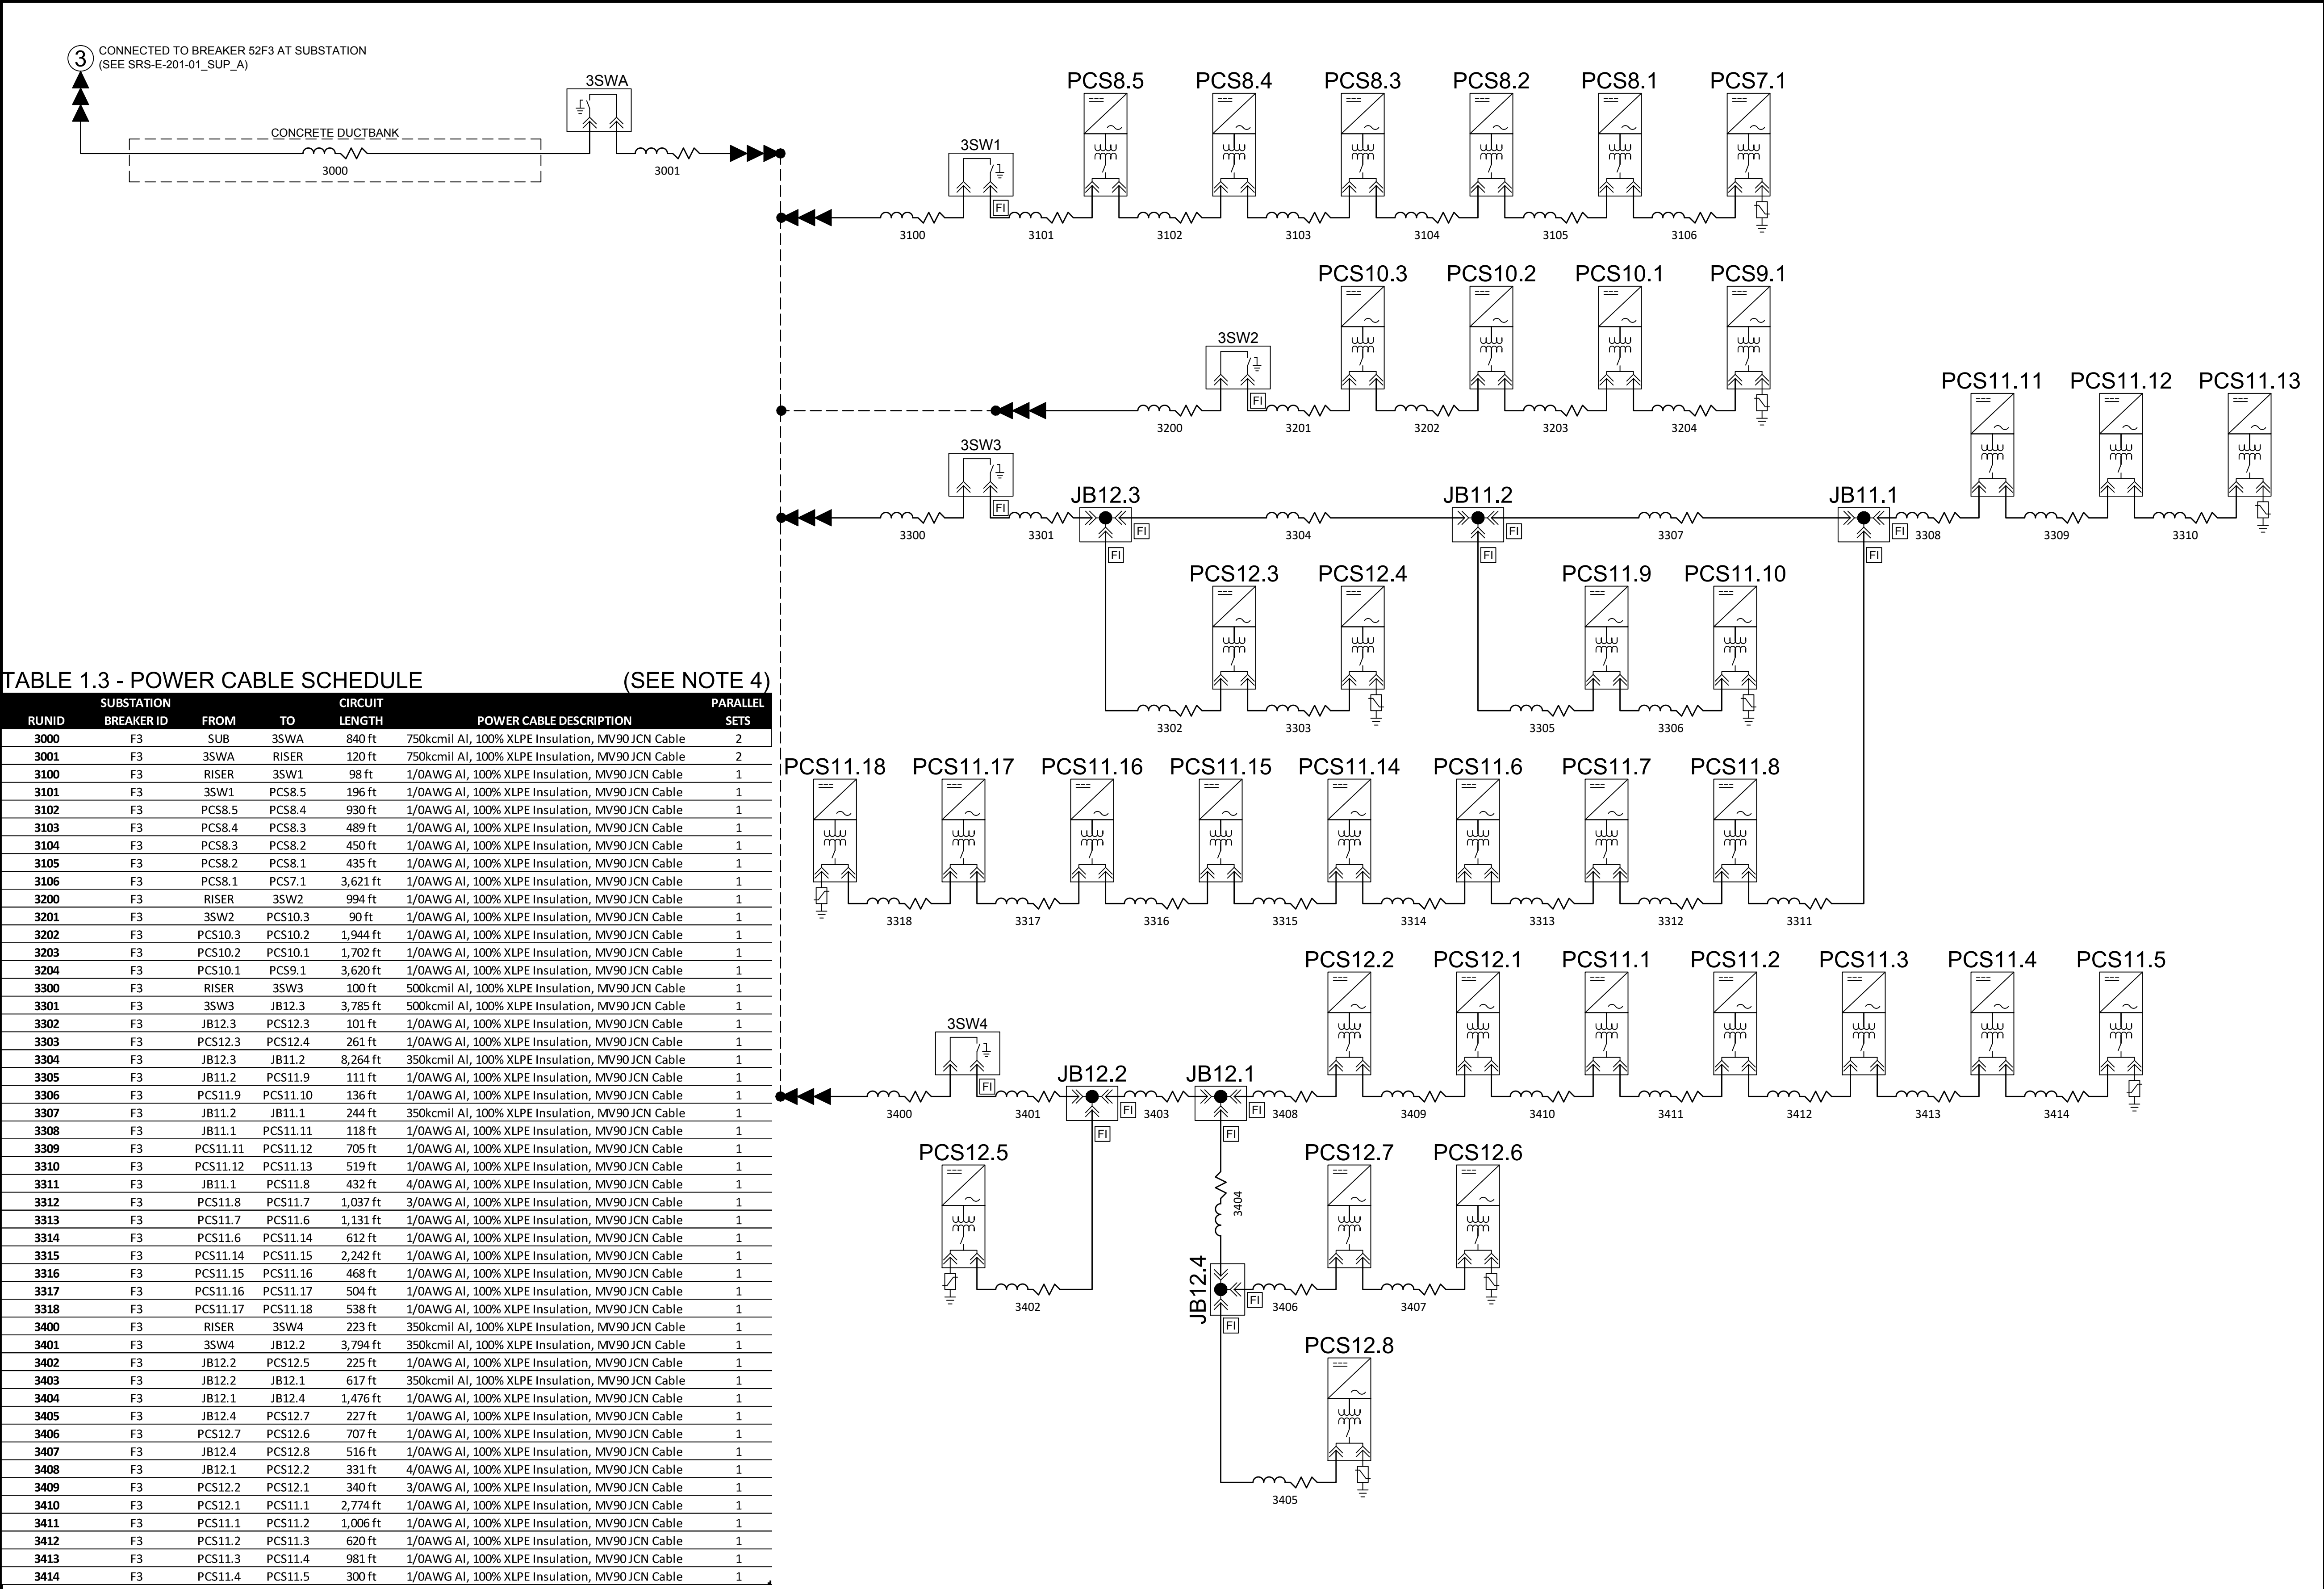 3
CONNECTED TO BREAKER 52F3 AT SUBSTATION
(SEE SRS-E-201-01_SUP_A)
3SWA
CONCRETE DUCTBANK
3000
3001
PCS8.5 PCS8.4 PCS8.3 PCS8.2 PCS8.1 PCS7.1
3SW1
FI
3100 3101 3102 3103 3104 3105 3106
PCS10.3 PCS10.2 PCS10.1 PCS9.1
3SW2
FI
3200 3201 3202 3203 3204
PCS11.11 PCS11.12 PCS11.13
3SW3
JB12.3 JB11.2 JB11.1
FI FI FI FI
3300 3301 3304 3307 3308 3309 3310
FI FI FI
PCS12.3 PCS12.4 PCS11.9 PCS11.10
3302 3303 3305 3306
PCS11.18 PCS11.17 PCS11.16 PCS11.15 PCS11.14 PCS11.6 PCS11.7 PCS11.8
3318 3317 3316 3315 3314 3313 3312 3311
PCS12.2 PCS12.1 PCS11.1 PCS11.2 PCS11.3 PCS11.4 PCS11.5
3SW4
JB12.2 JB12.1
FI FI FI
3400 3401 3403 3408 3409 3410 3411 3412 3413 3414
FI FI
PCS12.5 PCS12.7 PCS12.6
3404
JB12.4
FI
3402 3406 3407
FI
PCS12.8
3405
TABLE 1.3 - POWER CABLE SCHEDULE (SEE NOTE 4)
SUBSTATION CIRCUIT PARALLEL
RUNID BREAKER ID FROM TO LENGTH POWER CABLE DESCRIPTION SETS
3000 F3 SUB 3SWA 840 ft 750kcmil Al, 100% XLPE Insulation, MV90 JCN Cable 2
3001 F3 3SWA RISER 120 ft 750kcmil Al, 100% XLPE Insulation, MV90 JCN Cable 2
3100 F3 RISER 3SW1 98 ft 1/0AWG Al, 100% XLPE Insulation, MV90 JCN Cable 1
3101 F3 3SW1 PCS8.5 196 ft 1/0AWG Al, 100% XLPE Insulation, MV90 JCN Cable 1
3102 F3 PCS8.5 PCS8.4 930 ft 1/0AWG Al, 100% XLPE Insulation, MV90 JCN Cable 1
3103 F3 PCS8.4 PCS8.3 489 ft 1/0AWG Al, 100% XLPE Insulation, MV90 JCN Cable 1
3104 F3 PCS8.3 PCS8.2 450 ft 1/0AWG Al, 100% XLPE Insulation, MV90 JCN Cable 1
3105 F3 PCS8.2 PCS8.1 435 ft 1/0AWG Al, 100% XLPE Insulation, MV90 JCN Cable 1
3106 F3 PCS8.1 PCS7.1 3,621 ft 1/0AWG Al, 100% XLPE Insulation, MV90 JCN Cable 1
3200 F3 RISER 3SW2 994 ft 1/0AWG Al, 100% XLPE Insulation, MV90 JCN Cable 1
3201 F3 3SW2 PCS10.3 90 ft 1/0AWG Al, 100% XLPE Insulation, MV90 JCN Cable 1
3202 F3 PCS10.3 PCS10.2 1,944 ft 1/0AWG Al, 100% XLPE Insulation, MV90 JCN Cable 1
3203 F3 PCS10.2 PCS10.1 1,702 ft 1/0AWG Al, 100% XLPE Insulation, MV90 JCN Cable 1
3204 F3 PCS10.1 PCS9.1 3,620 ft 1/0AWG Al, 100% XLPE Insulation, MV90 JCN Cable 1
3300 F3 RISER 3SW3 100 ft 500kcmil Al, 100% XLPE Insulation, MV90 JCN Cable 1
3301 F3 3SW3 JB12.3 3,785 ft 500kcmil Al, 100% XLPE Insulation, MV90 JCN Cable 1
3302 F3 JB12.3 PCS12.3 101 ft 1/0AWG Al, 100% XLPE Insulation, MV90 JCN Cable 1
3303 F3 PCS12.3 PCS12.4 261 ft 1/0AWG Al, 100% XLPE Insulation, MV90 JCN Cable 1
3304 F3 JB12.3 JB11.2 8,264 ft 350kcmil Al, 100% XLPE Insulation, MV90 JCN Cable 1
3305 F3 JB11.2 PCS11.9 111 ft 1/0AWG Al, 100% XLPE Insulation, MV90 JCN Cable 1
3306 F3 PCS11.9 PCS11.10 136 ft 1/0AWG Al, 100% XLPE Insulation, MV90 JCN Cable 1
3307 F3 JB11.2 JB11.1 244 ft 350kcmil Al, 100% XLPE Insulation, MV90 JCN Cable 1
3308 F3 JB11.1 PCS11.11 118 ft 1/0AWG Al, 100% XLPE Insulation, MV90 JCN Cable 1
3309 F3 PCS11.11 PCS11.12 705 ft 1/0AWG Al, 100% XLPE Insulation, MV90 JCN Cable 1
3310 F3 PCS11.12 PCS11.13 519 ft 1/0AWG Al, 100% XLPE Insulation, MV90 JCN Cable 1
3311 F3 JB11.1 PCS11.8 432 ft 4/0AWG Al, 100% XLPE Insulation, MV90 JCN Cable 1
3312 F3 PCS11.8 PCS11.7 1,037 ft 3/0AWG Al, 100% XLPE Insulation, MV90 JCN Cable 1
3313 F3 PCS11.7 PCS11.6 1,131 ft 1/0AWG Al, 100% XLPE Insulation, MV90 JCN Cable 1
3314 F3 PCS11.6 PCS11.14 612 ft 1/0AWG Al, 100% XLPE Insulation, MV90 JCN Cable 1
3315 F3 PCS11.14 PCS11.15 2,242 ft 1/0AWG Al, 100% XLPE Insulation, MV90 JCN Cable 1
3316 F3 PCS11.15 PCS11.16 468 ft 1/0AWG Al, 100% XLPE Insulation, MV90 JCN Cable 1
3317 F3 PCS11.16 PCS11.17 504 ft 1/0AWG Al, 100% XLPE Insulation, MV90 JCN Cable 1
3318 F3 PCS11.17 PCS11.18 538 ft 1/0AWG Al, 100% XLPE Insulation, MV90 JCN Cable 1
3400 F3 RISER 3SW4 223 ft 350kcmil Al, 100% XLPE Insulation, MV90 JCN Cable 1
3401 F3 3SW4 JB12.2 3,794 ft 350kcmil Al, 100% XLPE Insulation, MV90 JCN Cable 1
3402 F3 JB12.2 PCS12.5 225 ft 1/0AWG Al, 100% XLPE Insulation, MV90 JCN Cable 1
3403 F3 JB12.2 JB12.1 617 ft 350kcmil Al, 100% XLPE Insulation, MV90 JCN Cable 1
3404 F3 JB12.1 JB12.4 1,476 ft 1/0AWG Al, 100% XLPE Insulation, MV90 JCN Cable 1
3405 F3 JB12.4 PCS12.7 227 ft 1/0AWG Al, 100% XLPE Insulation, MV90 JCN Cable 1
3406 F3 PCS12.7 PCS12.6 707 ft 1/0AWG Al, 100% XLPE Insulation, MV90 JCN Cable 1
3407 F3 JB12.4 PCS12.8 516 ft 1/0AWG Al, 100% XLPE Insulation, MV90 JCN Cable 1
3408 F3 JB12.1 PCS12.2 331 ft 4/0AWG Al, 100% XLPE Insulation, MV90 JCN Cable 1
3409 F3 PCS12.2 PCS12.1 340 ft 3/0AWG Al, 100% XLPE Insulation, MV90 JCN Cable 1
3410 F3 PCS12.1 PCS11.1 2,774 ft 1/0AWG Al, 100% XLPE Insulation, MV90 JCN Cable 1
3411 F3 PCS11.1 PCS11.2 1,006 ft 1/0AWG Al, 100% XLPE Insulation, MV90 JCN Cable 1
3412 F3 PCS11.2 PCS11.3 620 ft 1/0AWG Al, 100% XLPE Insulation, MV90 JCN Cable 1
3413 F3 PCS11.3 PCS11.4 981 ft 1/0AWG Al, 100% XLPE Insulation, MV90 JCN Cable 1
3414 F3 PCS11.4 PCS11.5 300 ft 1/0AWG Al, 100% XLPE Insulation, MV90 JCN Cable 1